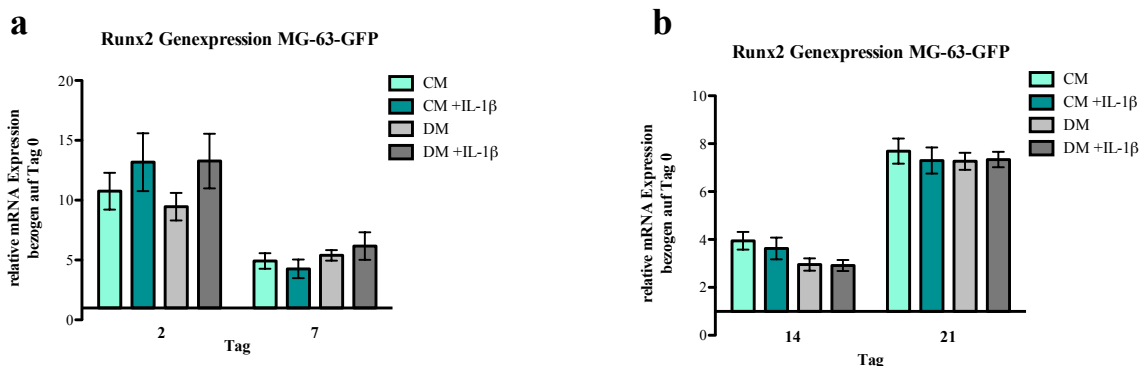 a
Runx2 Genexpression MG-63-GFP
relative mRNA Expression
bezogen auf Tag 0
20
15
10
5
0
2
7
Tag
CM
CM +IL-1β
DM
DM +IL-1β
b
Runx2 Genexpression MG-63-GFP
relative mRNA Expression
bezogen auf Tag 0
10
8
6
4
2
0
14
21
Tag
CM
CM +IL-1β
DM
DM +IL-1β